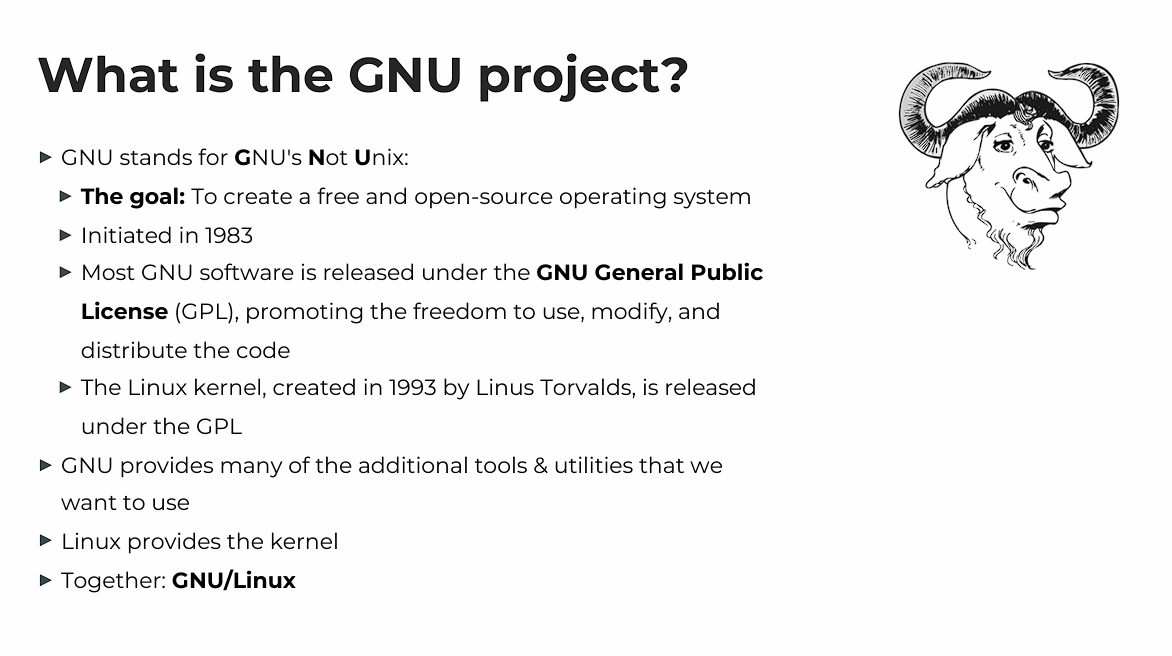 What is the GNU project?
GNU stands for GNU's Not Unix:
The goal: To create a free and open-source operating system
Initiated in 1983
Most GNU software is released under the GNU General Public
License (GPL), promoting the freedom to use, modify, and
distribute the code
The Linux kernel, created in 1993 by Linus Torvalds, is released
under the GPL
GNU provides many of the additional tools & utilities that we
want to use
Linux provides the kernel
Together: GNU/Linux